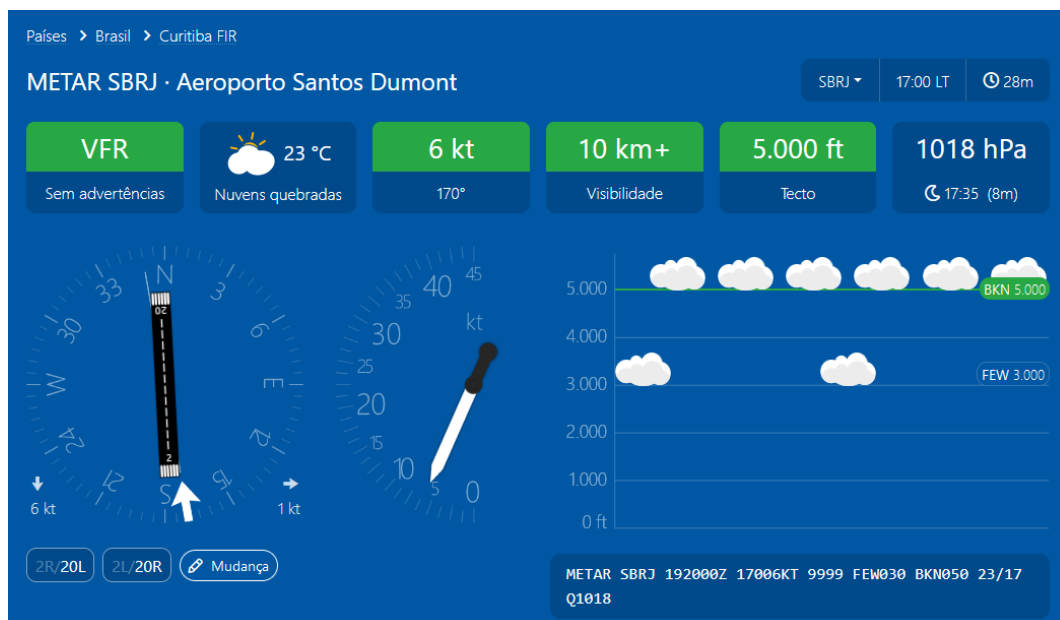 Países > Brasil > Curitiba FIR
METAR SBRJ · Aeroporto Santos Dumont
SBRJ 17:00 LT 28m
VFR
Sem advertências
23 °C
Nuvens quebradas
6 kt
170°
10 km+
Visibilidade
5.000 ft
Tecto
1018 hPa
17:35 (8m)
N
3
6
E
12
15
S
21
24
W
30
33
20
2
6 kt
1 kt
45
40
35
kt
30
25
20
15
10
5
0
5.000
BKN 5.000
4.000
3.000
FEW 3.000
2.000
1.000
0 ft
2R/20L 2L/20R Mudança
METAR SBRJ 192000Z 17006KT 9999 FEW030 BKN050 23/17
Q1018